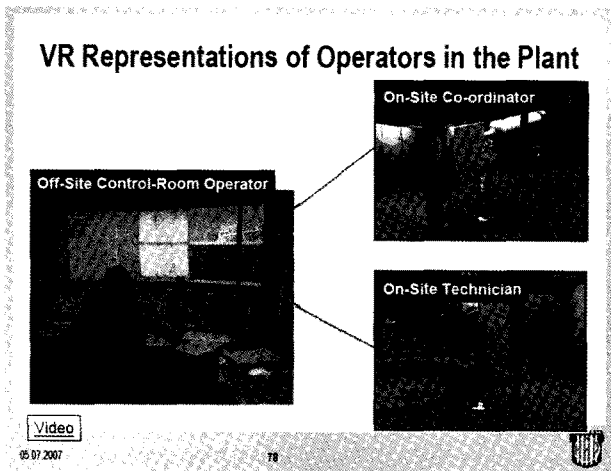 VR Representations of Operators in the Plant
On-Site Co-ordinator
Off-Site Control-Room Operator
On-Site Technician
Video
05.07.2007
78